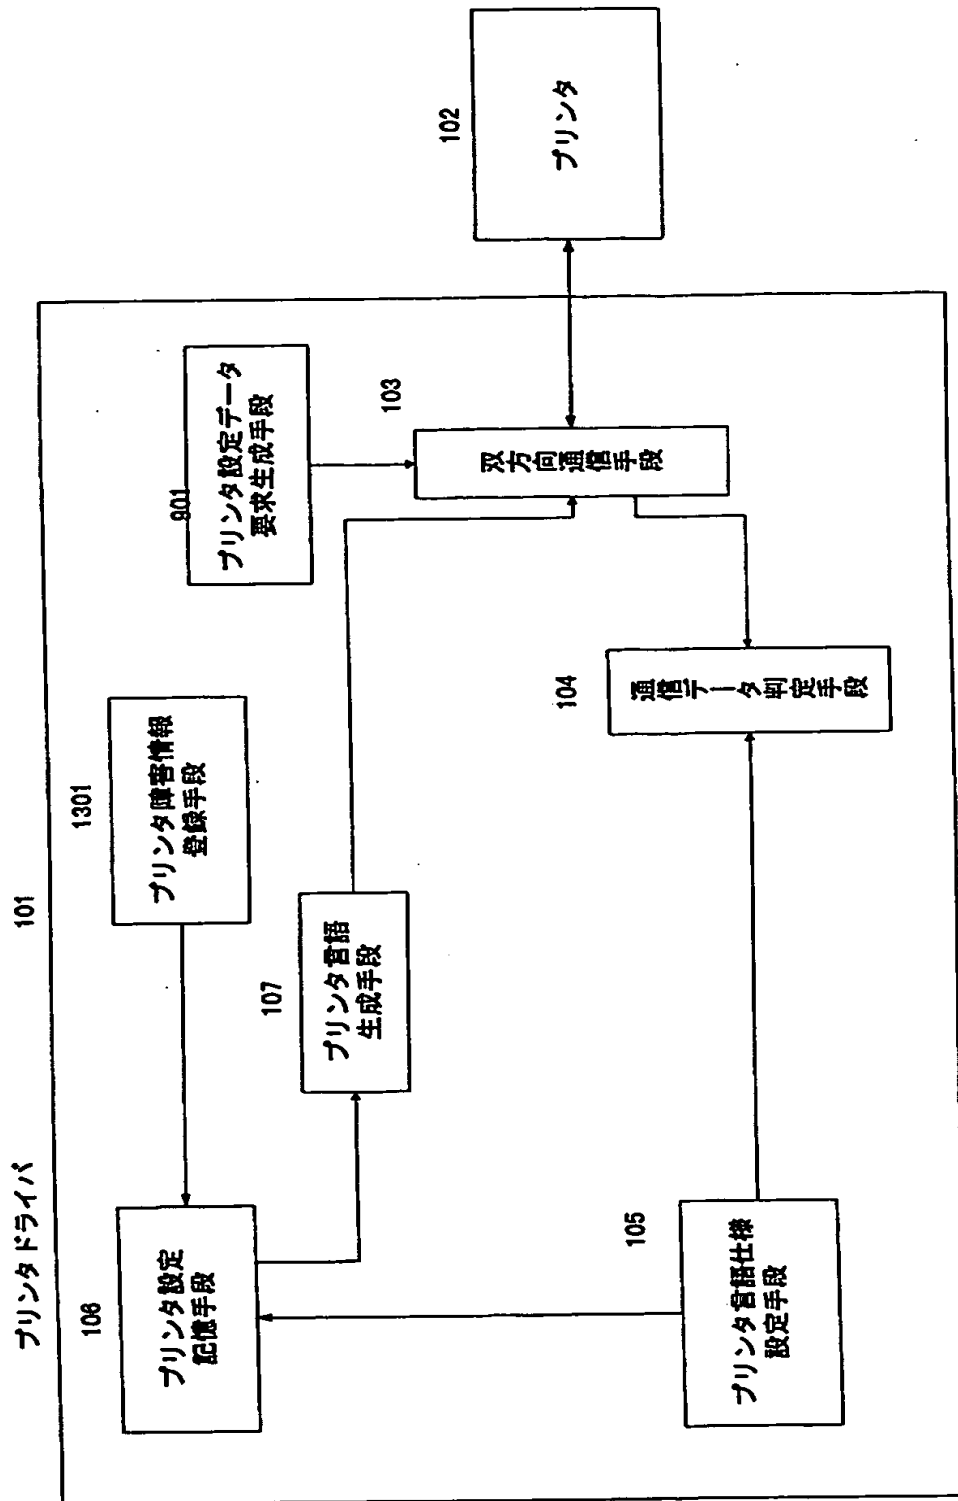 プリンタドライバ
101
106
プリンタ設定
記憶手段
1301
プリンタ障害情報
登録手段
901
プリンタ設定データ
要求生成手段
107
プリンタ言語
生成手段
103
双方向通信手段
102
プリンタ
104
通信データ判定手段
105
プリンタ言語仕様
設定手段